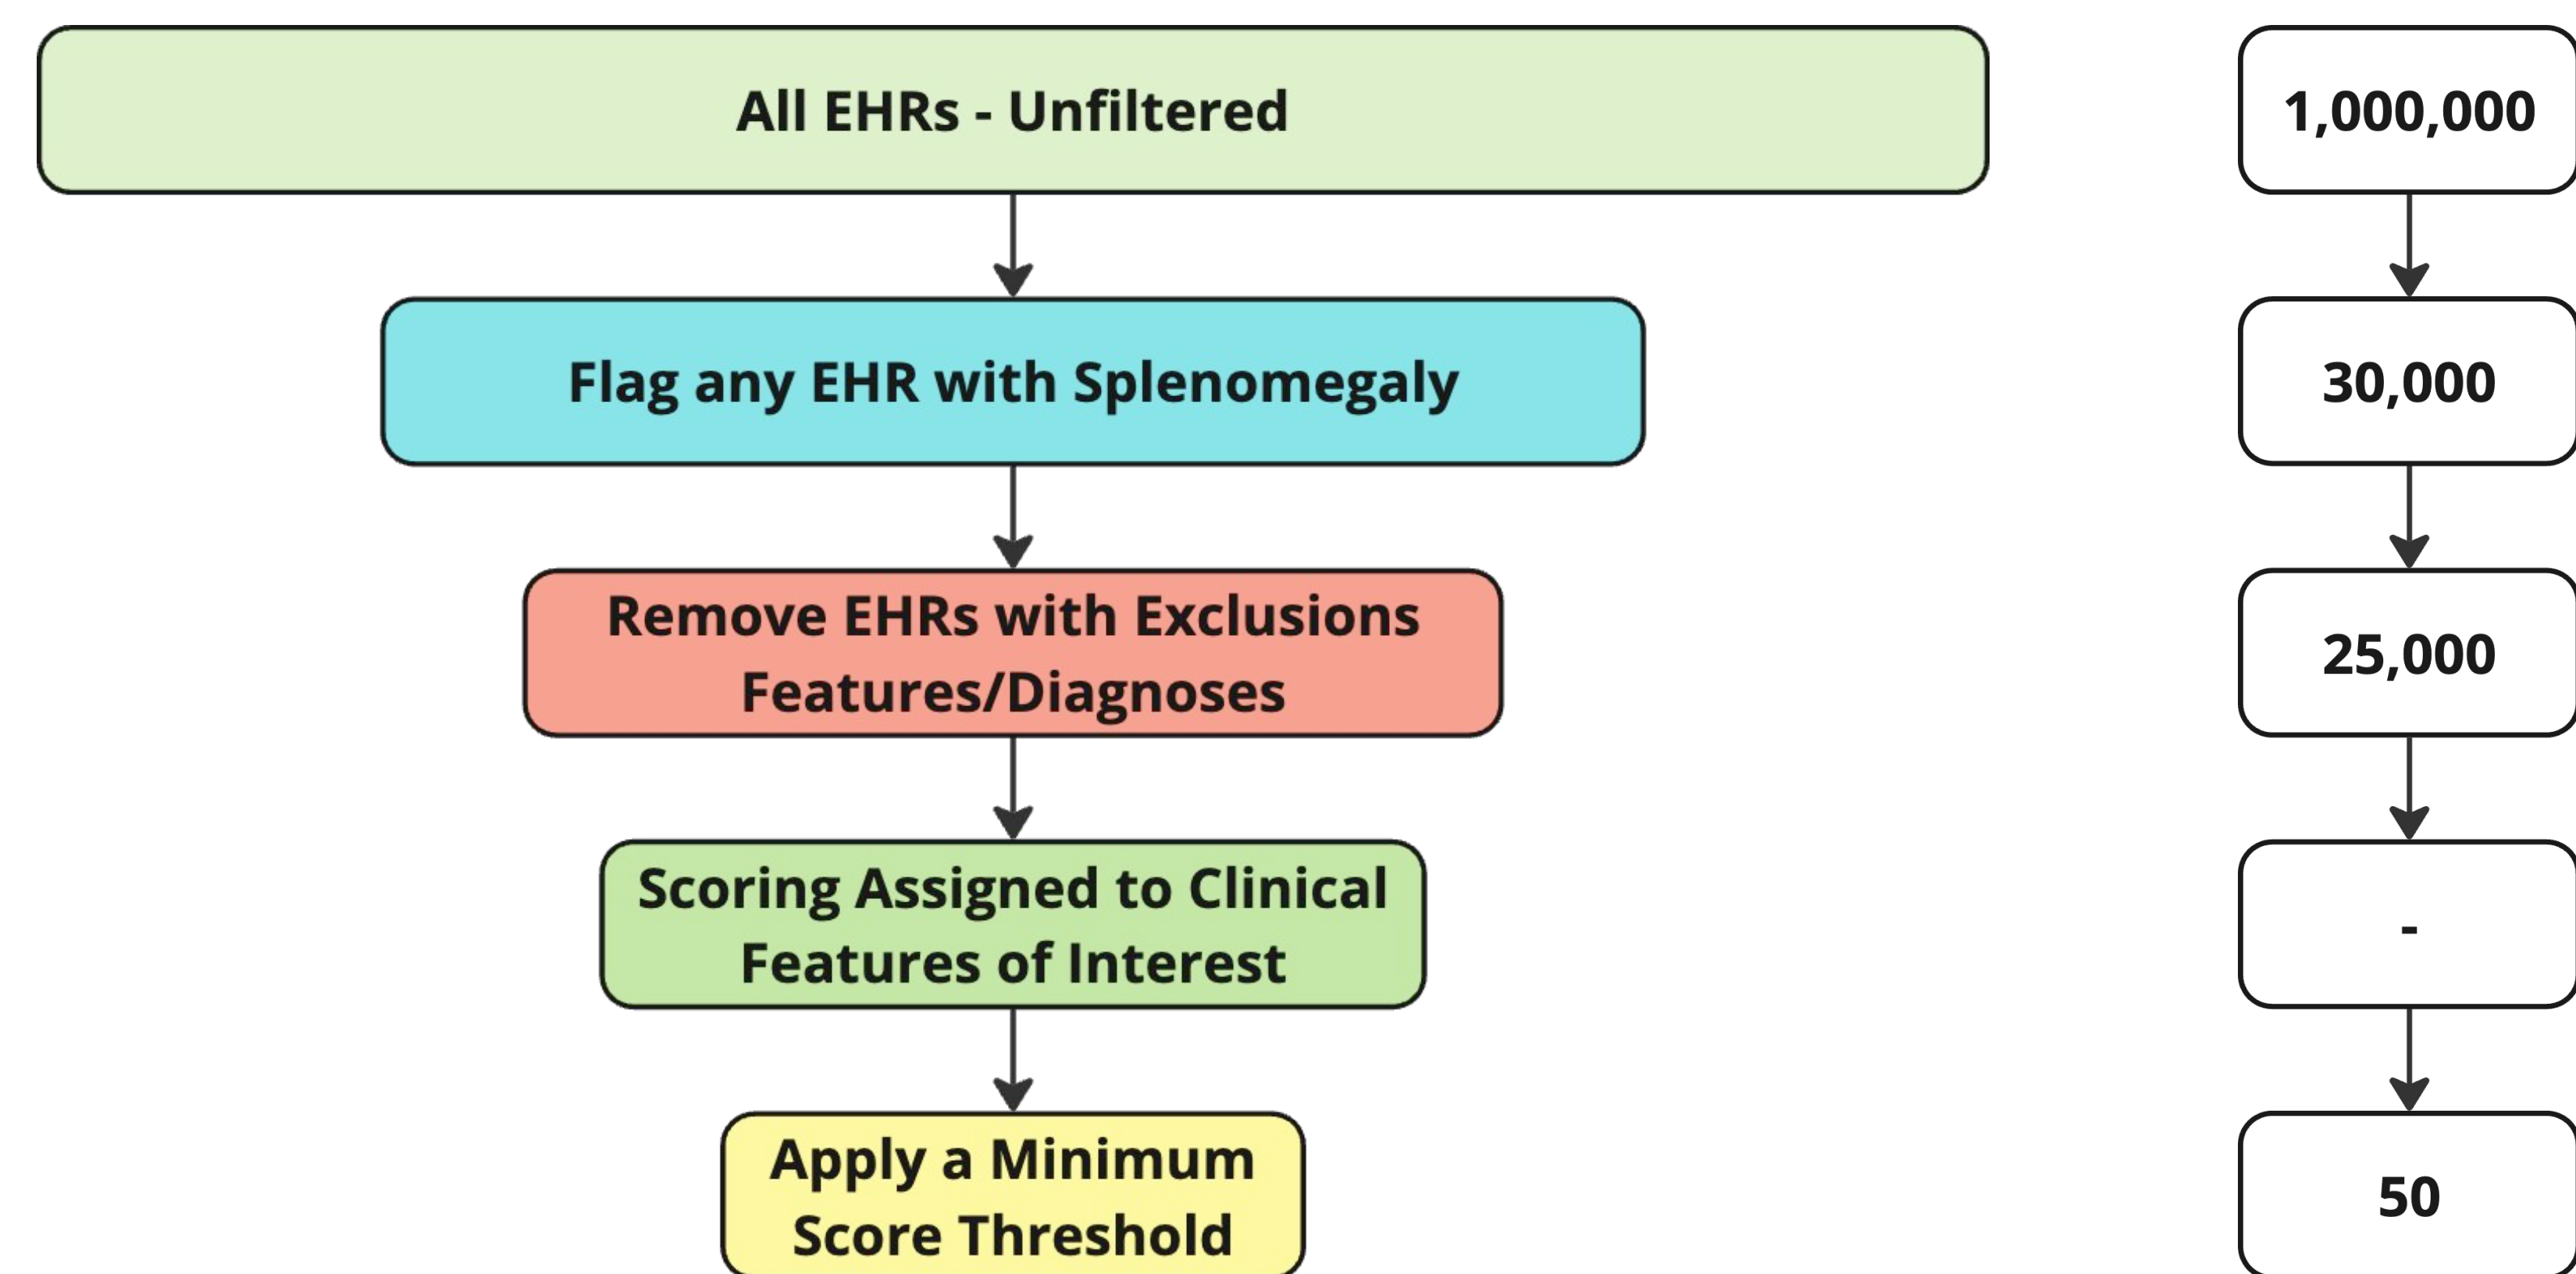 All EHRs - Unfiltered
1,000,000
Flag any EHR with Splenomegaly
30,000
Remove EHRs with Exclusions
Features/Diagnoses
25,000
Scoring Assigned to Clinical
Features of Interest
-
Apply a Minimum
Score Threshold
50